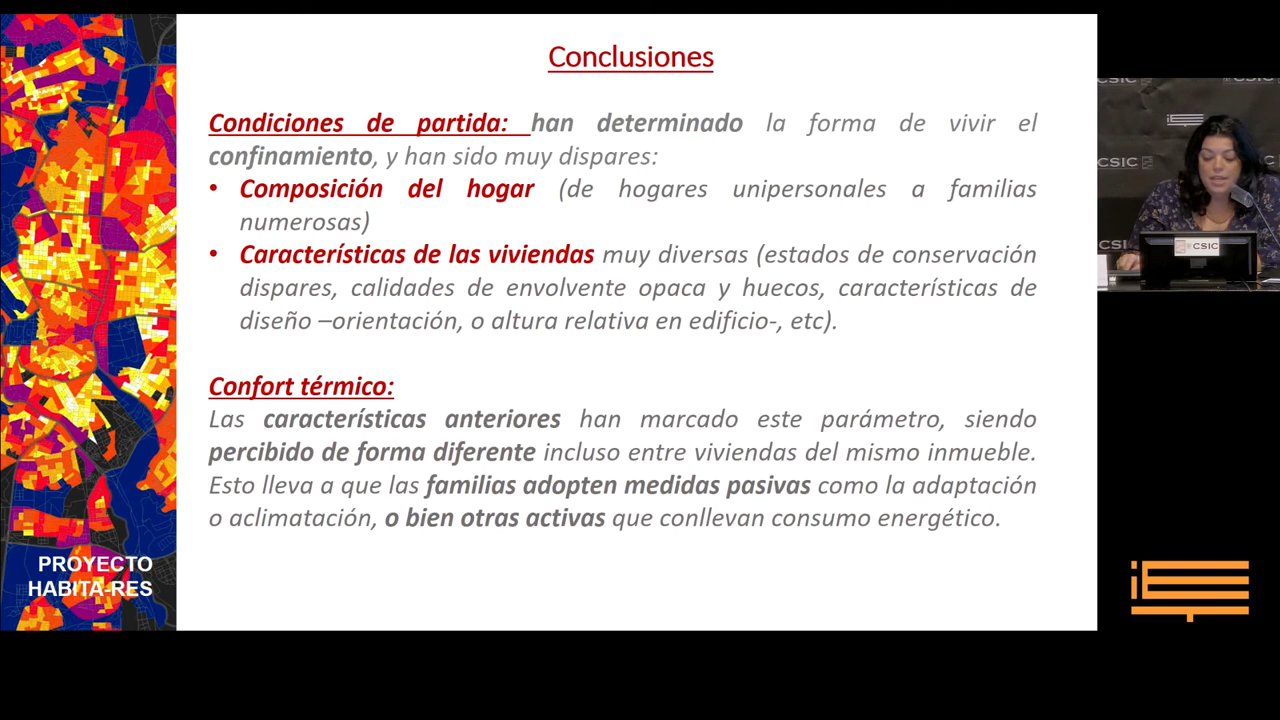 Conclusiones
Condiciones de partida: han determinado la forma de vivir el
confinamiento, y han sido muy dispares:
• Composición del hogar (de hogares unipersonales a familias
numerosas)
• Características de las viviendas muy diversas (estados de conservación
dispares, calidades de envolvente opaca y huecos, características de
diseño –orientación, o altura relativa en edificio-, etc).
Confort térmico:
Las características anteriores han marcado este parámetro, siendo
percibido de forma diferente incluso entre viviendas del mismo inmueble.
Esto lleva a que las familias adopten medidas pasivas como la adaptación
o aclimatación, o bien otras activas que conllevan consumo energético.
PROYECTO
HABITA-RES
CSIC
CSIC
CSIC
CSIC
CSIC